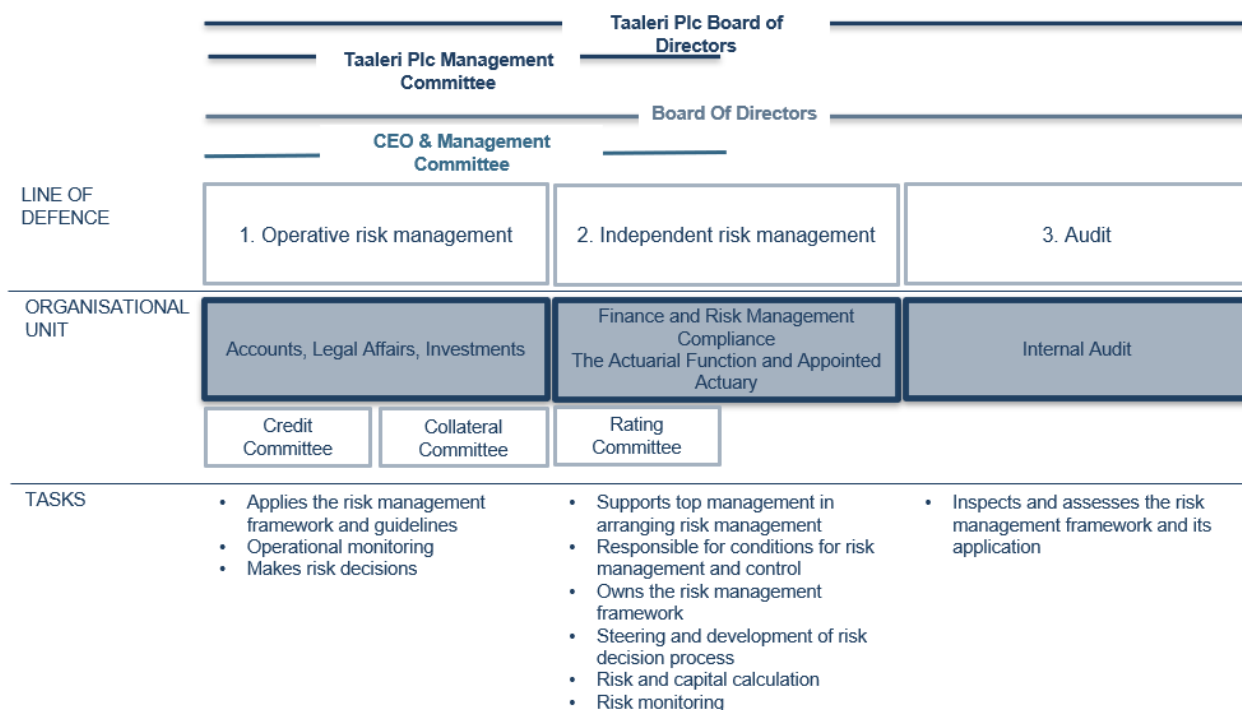 Taaleri Plc Board of
Directors
Taaleri Plc Management
Committee
Board Of Directors
CEO & Management
Committee
LINE OF
DEFENCE
1. Operative risk management
2. Independent risk management
3. Audit
ORGANISATIONAL
UNIT
Accounts, Legal Affairs, Investments
Finance and Risk Management
Compliance
The Actuarial Function and Appointed
Actuary
Internal Audit
Credit
Committee
Collateral
Committee
Rating
Committee
TASKS
• Applies the risk management
framework and guidelines
• Operational monitoring
• Makes risk decisions
• Supports top management in
arranging risk management
• Responsible for conditions for risk
management and control
• Owns the risk management
framework
• Steering and development of risk
decision process
• Risk and capital calculation
• Risk monitoring
• Inspects and assesses the risk
management framework and its
application